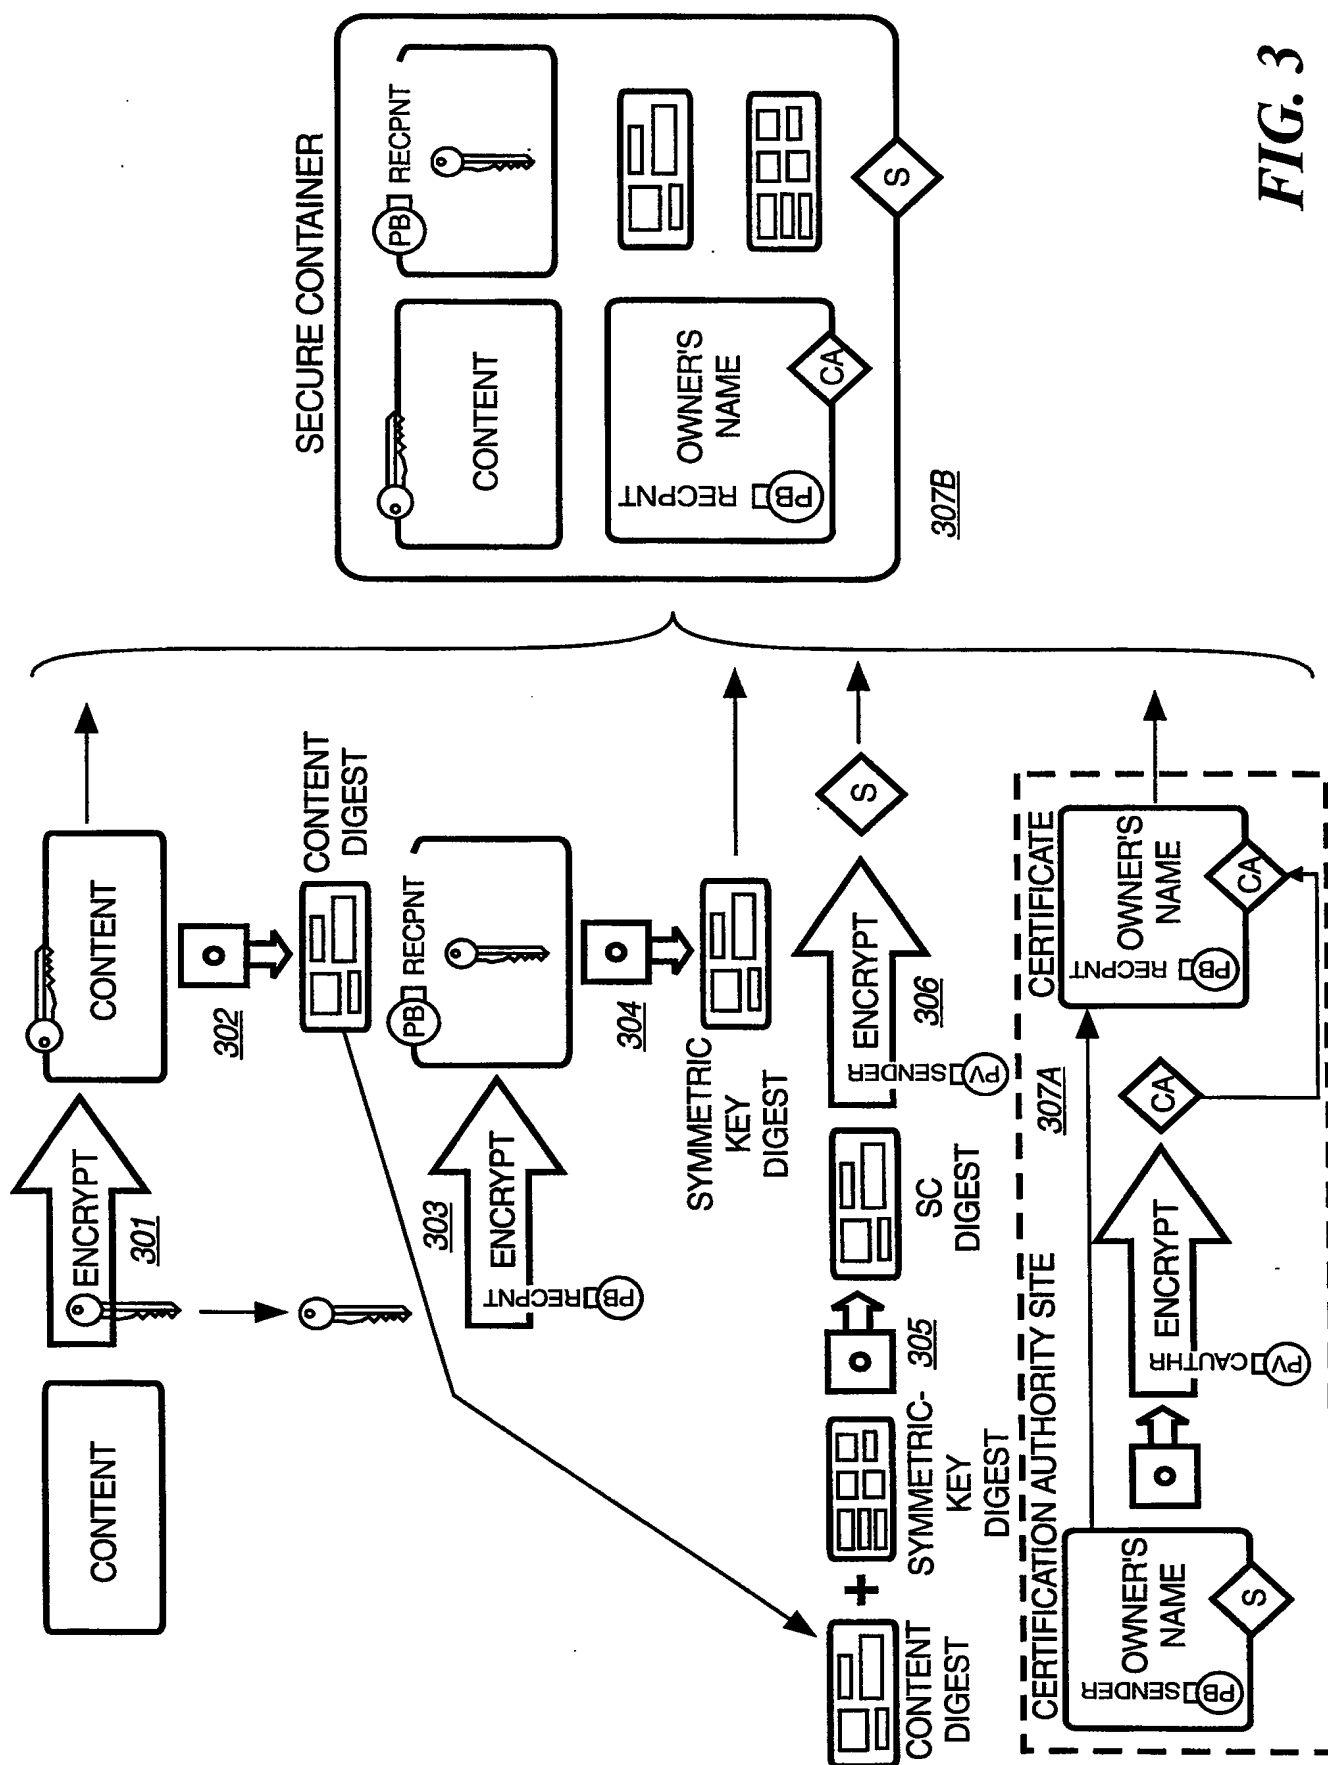 CONTENT
ENCRYPT
301
CONTENT
302
CONTENT
DIGEST
303
ENCRYPT
RECPNT
PB
PB
RECPNT
304
SYMMETRIC
KEY
DIGEST
CONTENT
DIGEST
+
SYMMETRIC-
KEY
DIGEST
305
SC
DIGEST
ENCRYPT
306
SENDER
PV
S
CERTIFICATION AUTHORITY SITE
307A
CERTIFICATE
SENDER
PB
OWNER'S
NAME
S
ENCRYPT
CAUTHR
PV
CA
RECPNT
PB
OWNER'S
NAME
CA
SECURE CONTAINER
CONTENT
PB
RECPNT
RECPNT
PB
OWNER'S
NAME
CA
S
307B
FIG. 3